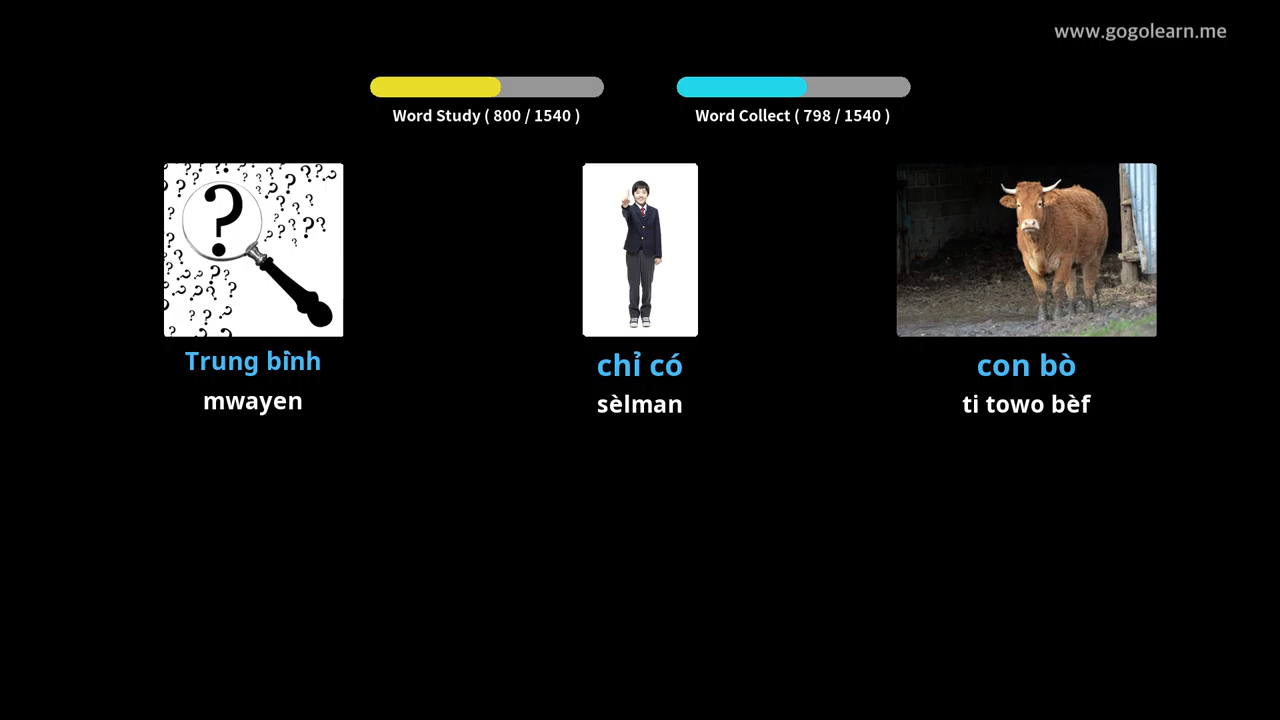 www.gogolearn.me
Word Study ( 800 / 1540 )
Word Collect ( 798 / 1540 )
Trung bình
mwayen
chỉ có
sèlman
con bò
ti towo bèf